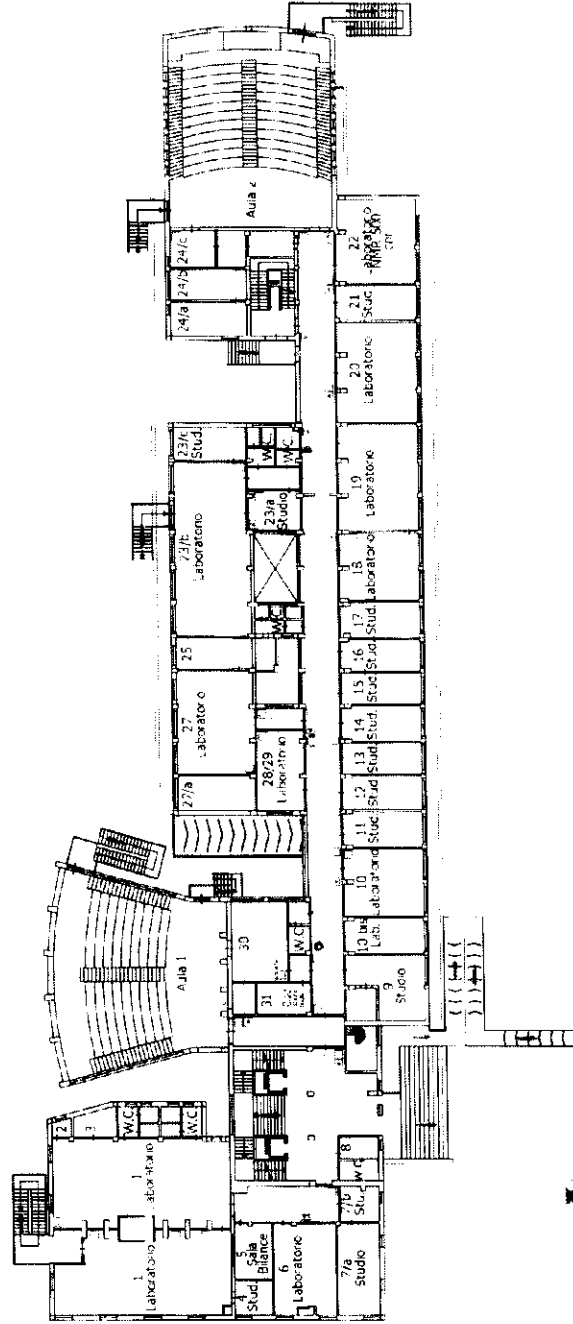 Aula 2
24/c
24/b
24/a
22
Laboratorio
NMR 500
21
Stud.
20
Laboratorio
23/c
Stud.
W.C.
W.C.
23/b
Laboratorio
23/a
Studio
19
Laboratorio
18
Laboratorio
W.C.
17
Stud.
25
16
Stud.
15
Stud.
27
Laboratorio
14
Stud.
28/29
Laboratorio
13
Stud.
27/a
12
Stud.
11
Stud.
10
Laboratorio
Aula 1
30
W.C.
10 bis
Lab.
31
9
Studio
2
3
W.C.
W.C.
1
Laboratorio
8
W.C.
7/b
Stud.
1
Laboratorio
5
Sala
Bilance
4
Stud.
6
Laboratorio
7/a
Studio